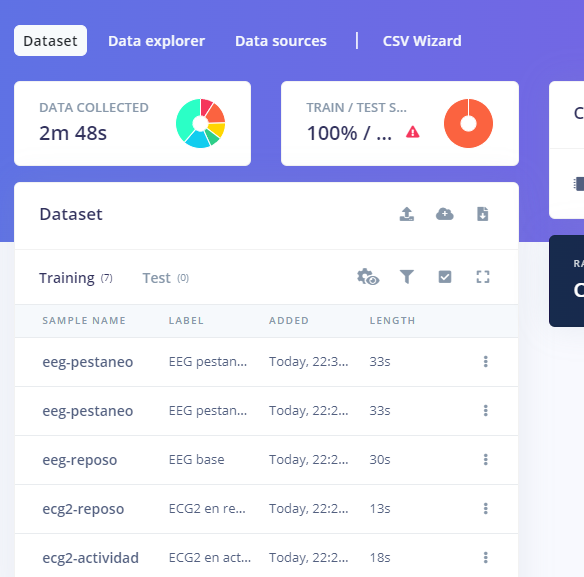 Dataset Data explorer Data sources | CSV Wizard
DATA COLLECTED
2m 48s
TRAIN / TEST S...
100% / ...
C
Dataset
RA
C
Training (7) Test (0)
SAMPLE NAME LABEL ADDED LENGTH
eeg-pestaneo EEG pestan... Today, 22:3... 33s
eeg-pestaneo EEG pestan... Today, 22:2... 33s
eeg-reposo EEG base Today, 22:2... 30s
ecg2-reposo ECG2 en re... Today, 22:2... 13s
ecg2-actividad ECG2 en act... Today, 22:2... 18s